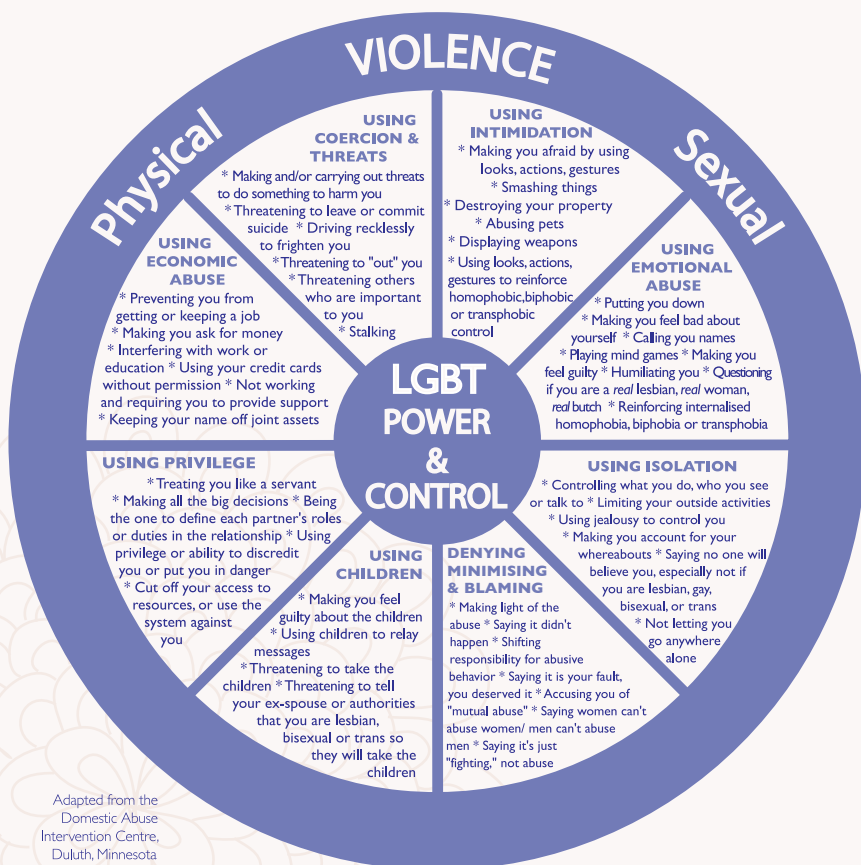 VIOLENCE
Physical
Sexual
USING
COERCION &
THREATS
* Making and/or carrying out threats
to do something to harm you
* Threatening to leave or commit
suicide * Driving recklessly
to frighten you
*Threatening to "out" you
* Threatening others
who are important
to you
* Stalking
USING
INTIMIDATION
* Making you afraid by using
looks, actions, gestures
* Smashing things
* Destroying your property
* Abusing pets
* Displaying weapons
* Using looks, actions,
gestures to reinforce
homophobic,biphobic
or transphobic
control
USING
EMOTIONAL
ABUSE
* Putting you down
* Making you feel bad about
yourself * Calling you names
* Playing mind games * Making you
feel guilty * Humiliating you * Questioning
if you are a real lesbian, real woman,
real butch * Reinforcing internalised
homophobia, biphobia or transphobia
USING ISOLATION
* Controlling what you do, who you see
or talk to * Limiting your outside activities
* Using jealousy to control you
* Making you account for your
whereabouts * Saying no one will
believe you, especially not if
you are lesbian, gay,
bisexual, or trans
* Not letting you
go anywhere
alone
DENYING
MINIMISING
& BLAMING
* Making light of the
abuse * Saying it didn't
happen * Shifting
responsibility for abusive
behavior * Saying it is your fault,
you deserved it * Accusing you of
"mutual abuse" * Saying women can't
abuse women/ men can't abuse
men * Saying it's just
"fighting," not abuse
USING
CHILDREN
* Making you feel
guilty about the children
* Using children to relay
messages
*Threatening to take the
children * Threatening to tell
your ex-spouse or authorities
that you are lesbian,
bisexual or trans so
they will take the
children
USING PRIVILEGE
* Treating you like a servant
* Making all the big decisions * Being
the one to define each partner's roles
or duties in the relationship * Using
privilege or ability to discredit
you or put you in danger
* Cut off your access to
resources, or use the
system against
you
USING
ECONOMIC
ABUSE
* Preventing you from
getting or keeping a job
* Making you ask for money
* Interfering with work or
education * Using your credit cards
without permission * Not working
and requiring you to provide support
* Keeping your name off joint assets
LGBT
POWER
&
CONTROL
Adapted from the
Domestic Abuse
Intervention Centre,
Duluth, Minnesota